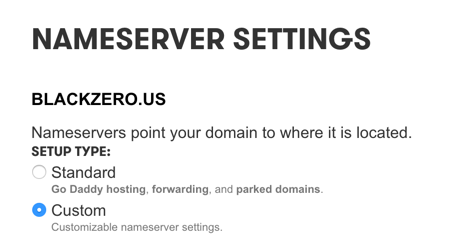 NAMESERVER SETTINGS
BLACKZERO.US
Nameservers point your domain to where it is located.
SETUP TYPE:
Standard
Go Daddy hosting, forwarding, and parked domains.
Custom
Customizable nameserver settings.